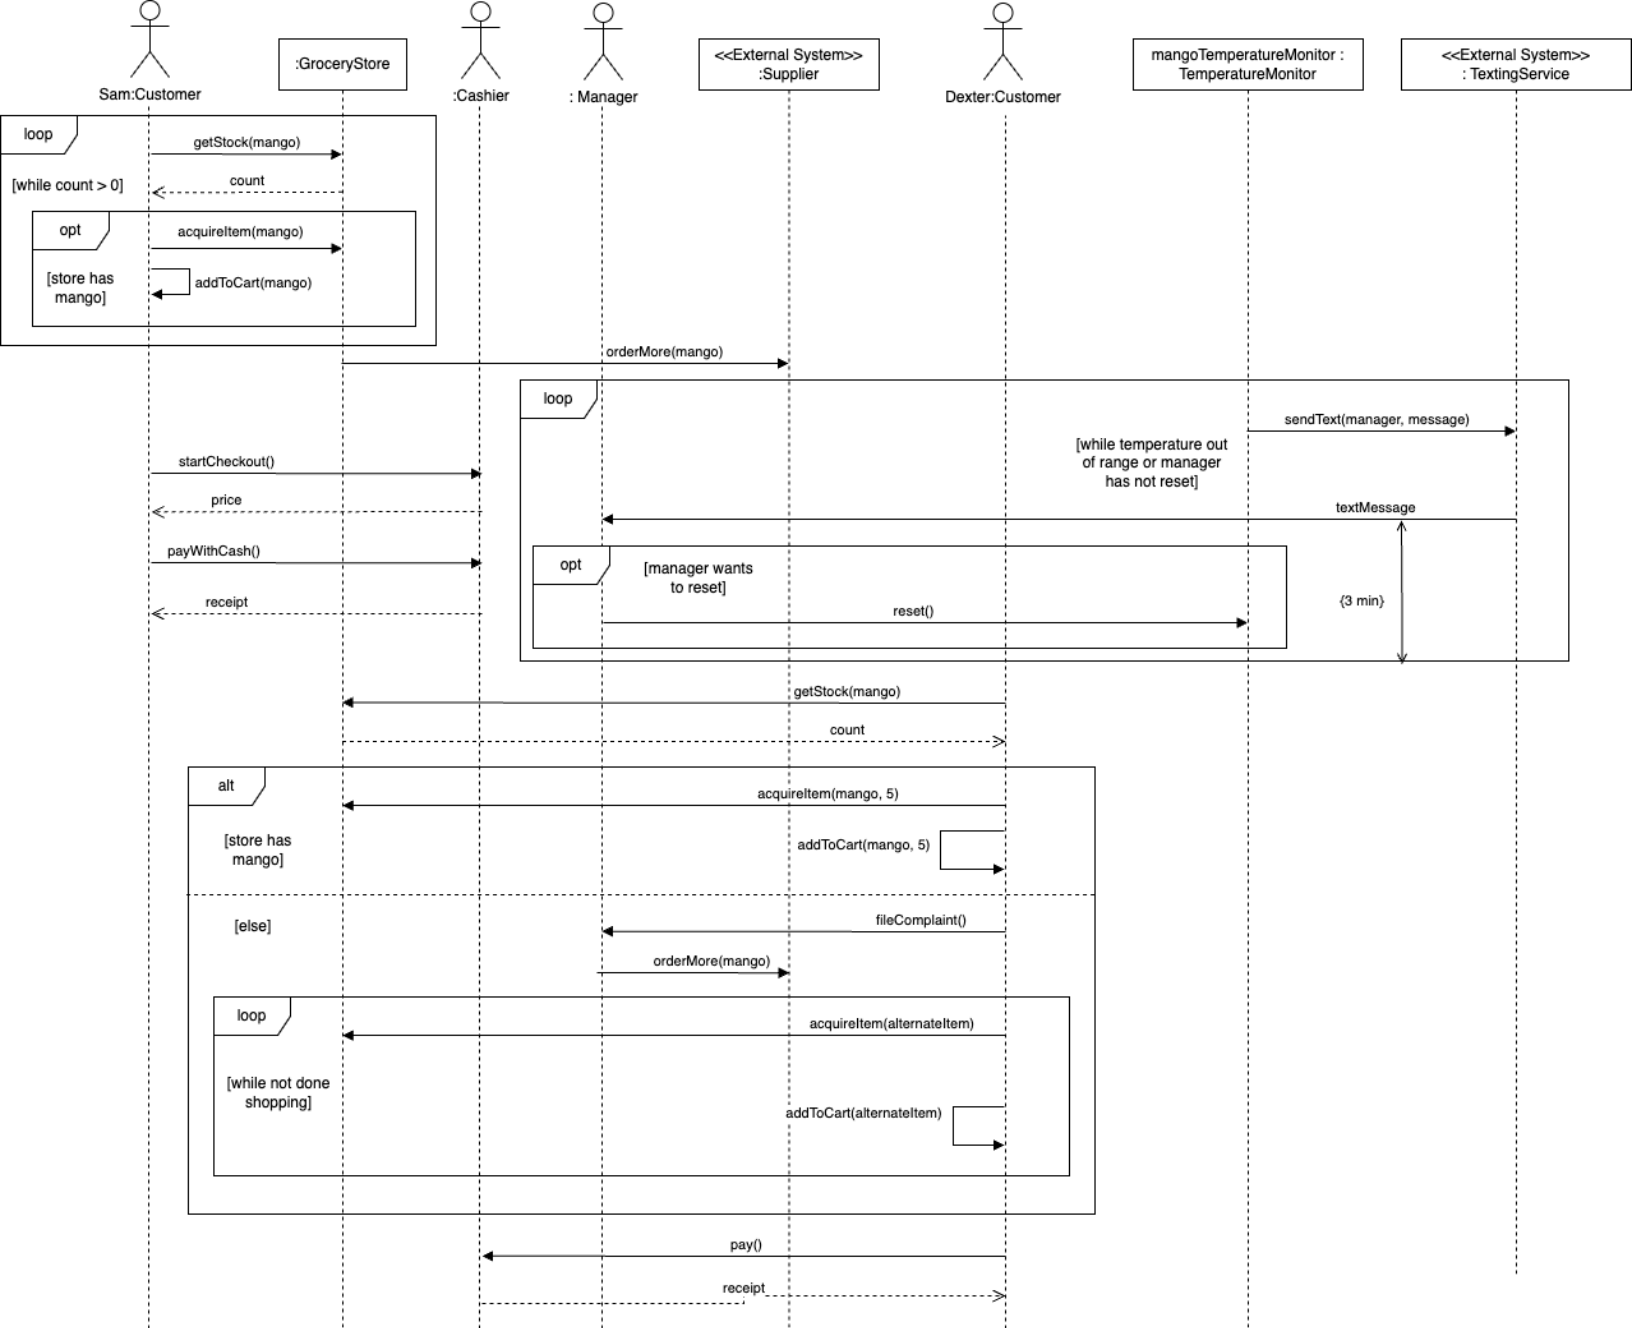 Sam:Customer
:GroceryStore
:Cashier
: Manager
<<External System>>
:Supplier
Dexter:Customer
mangoTemperatureMonitor :
TemperatureMonitor
<<External System>>
: TextingService
loop
getStock(mango)
[while count > 0]
count
opt
acquireItem(mango)
[store has
mango]
addToCart(mango)
orderMore(mango)
loop
sendText(manager, message)
[while temperature out
of range or manager
has not reset]
startCheckout()
price
textMessage
payWithCash()
opt
[manager wants
to reset]
{3 min}
receipt
reset()
getStock(mango)
count
alt
acquireItem(mango, 5)
[store has
mango]
addToCart(mango, 5)
[else]
fileComplaint()
orderMore(mango)
loop
acquireItem(alternateItem)
[while not done
shopping]
addToCart(alternateItem)
pay()
receipt